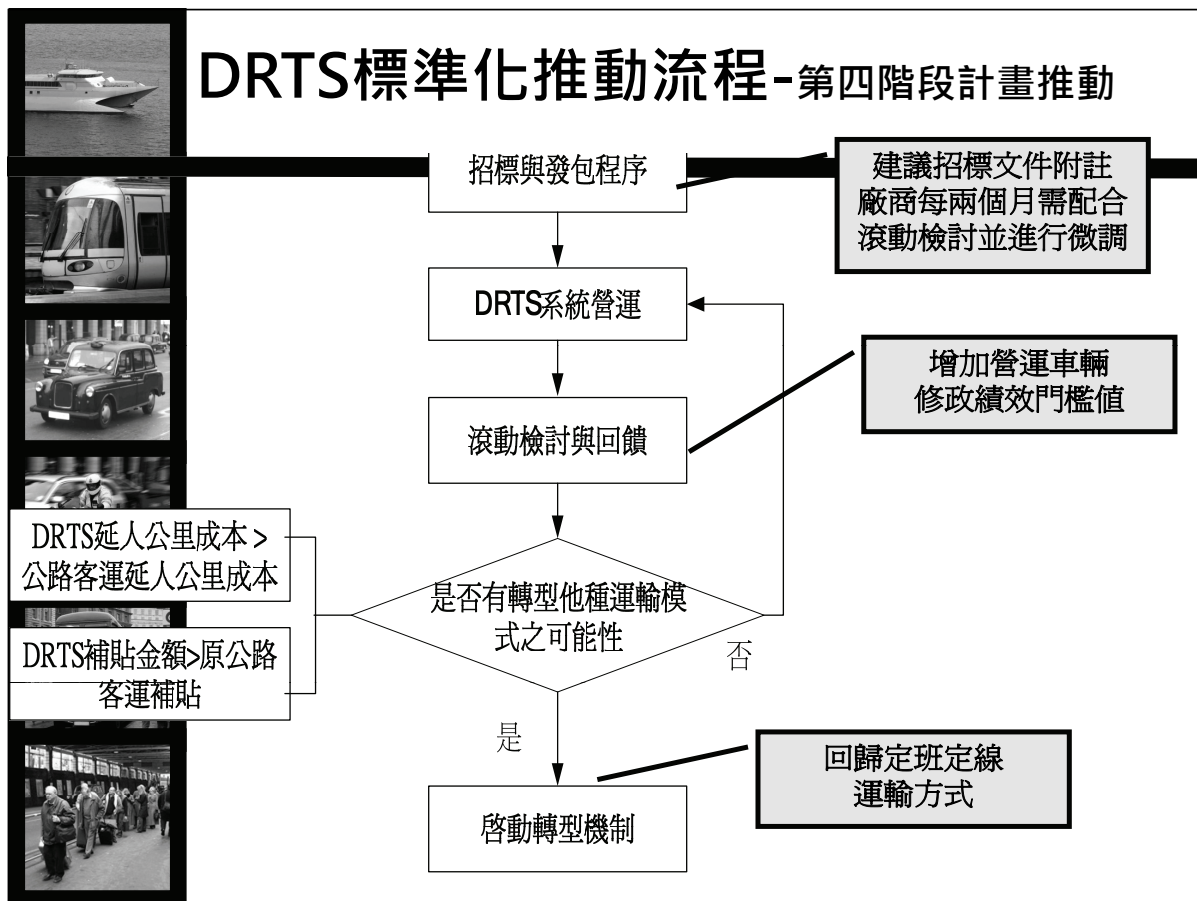 DRTS標準化推動流程-第四階段計畫推動
招標與發包程序
建議招標文件附註
廠商每兩個月需配合
滾動檢討並進行微調
DRTS系統營運
增加營運車輛
修政績效門檻值
滾動檢討與回饋
DRTS延人公里成本 >
公路客運延人公里成本
是否有轉型他種運輸模
式之可能性
否
DRTS補貼金額>原公路
客運補貼
是
回歸定班定線
運輸方式
啓動轉型機制